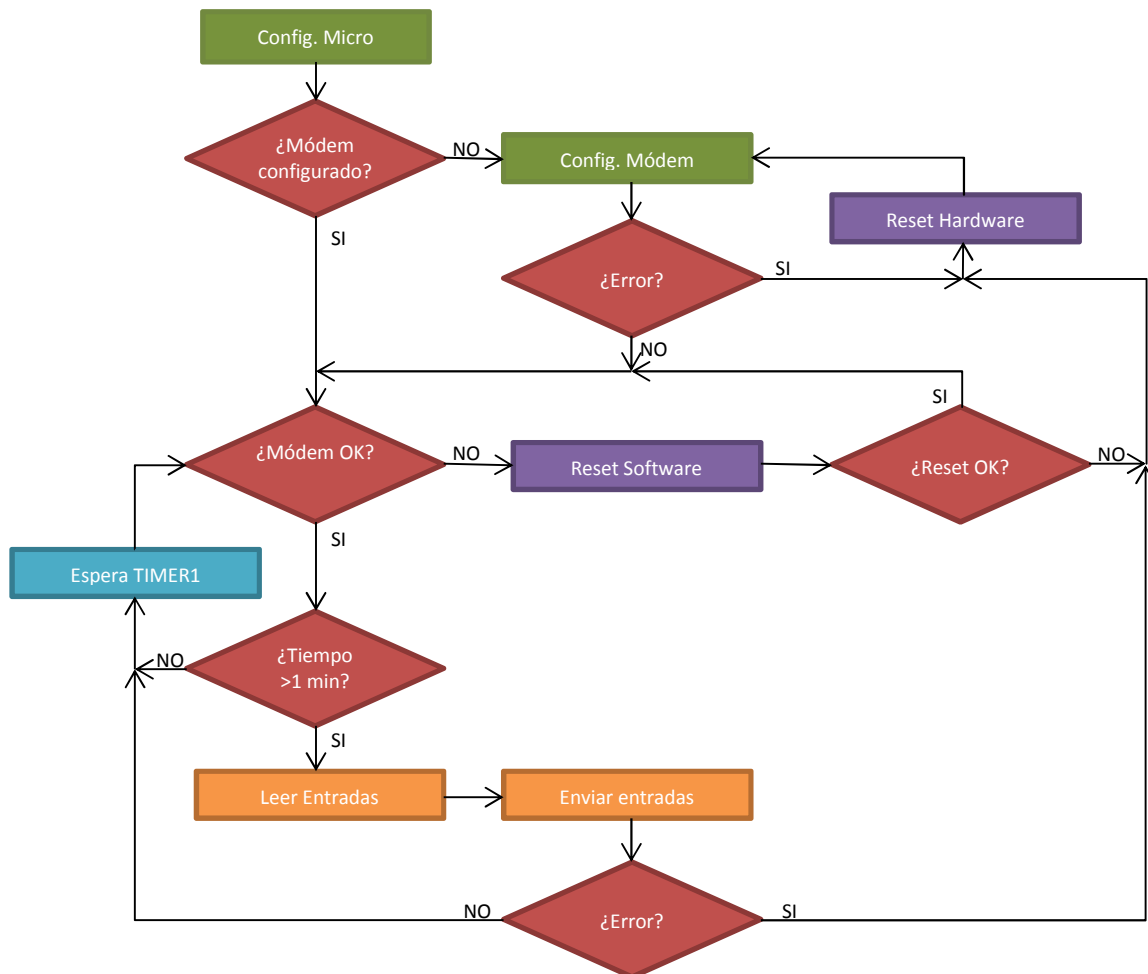 Config. Micro
¿Módem
configurado?
NO
Config. Módem
SI
Reset Hardware
¿Error?
SI
NO
SI
¿Módem OK?
NO
Reset Software
¿Reset OK?
NO
SI
Espera TIMER1
¿Tiempo
>1 min?
NO
SI
Leer Entradas
Enviar entradas
NO
¿Error?
SI